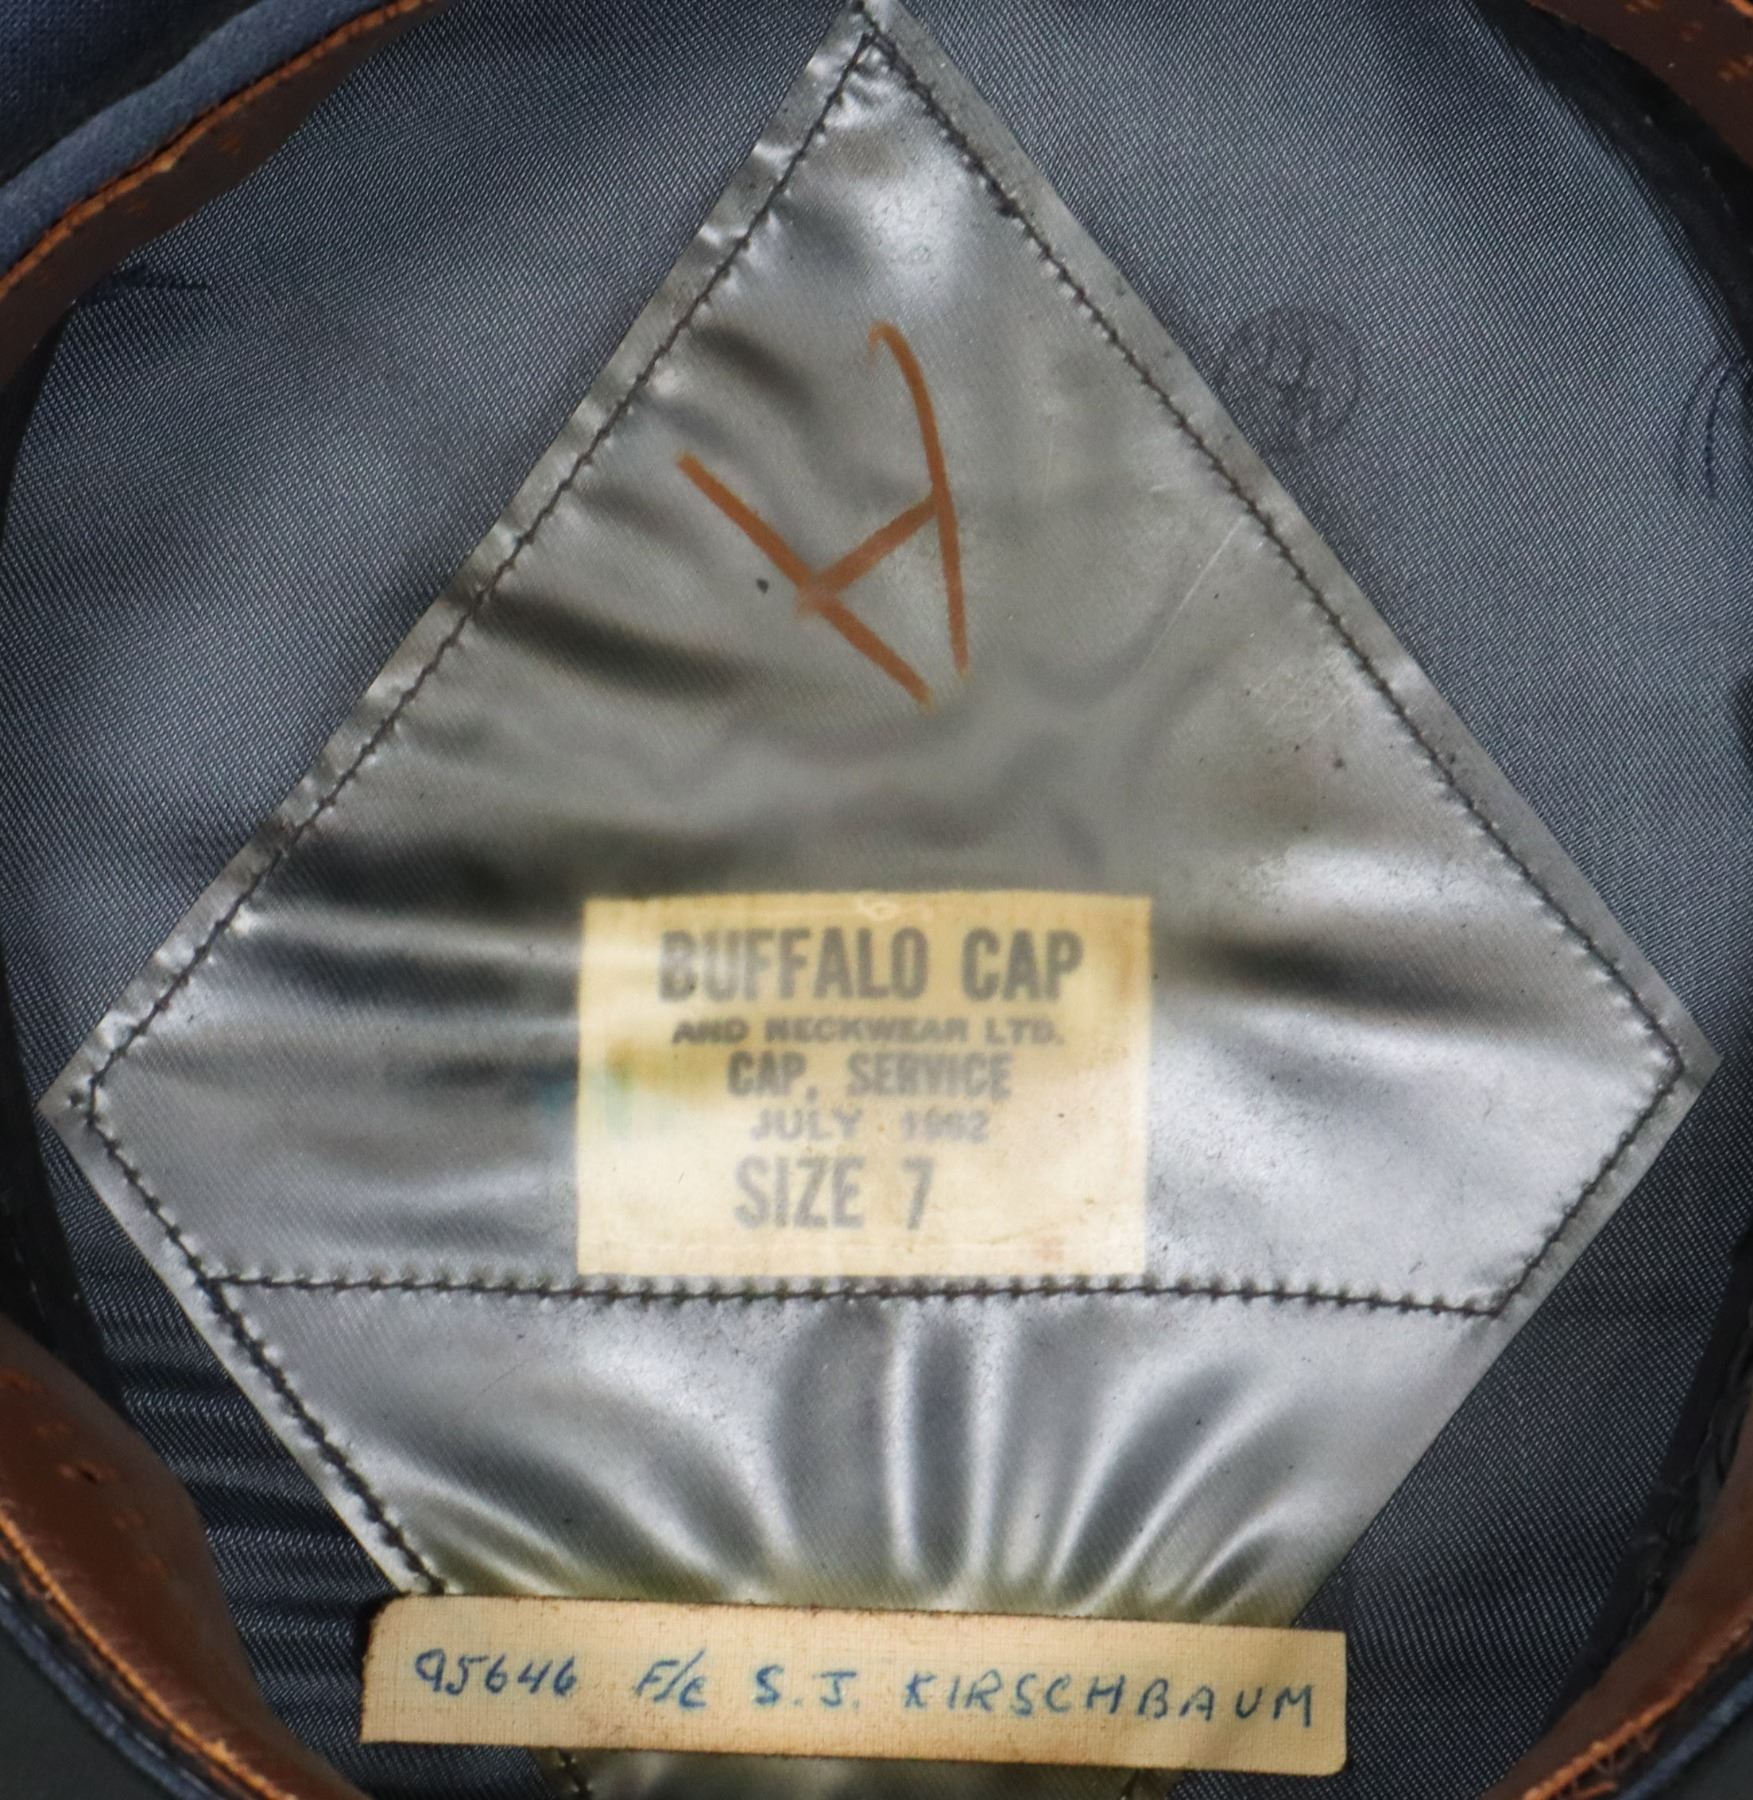 A
BUFFALO CAP
AND NECKWEAR LTD.
CAP, SERVICE
JULY 1962
SIZE 7
95646 F/C S. J. KIRSCHBAUM